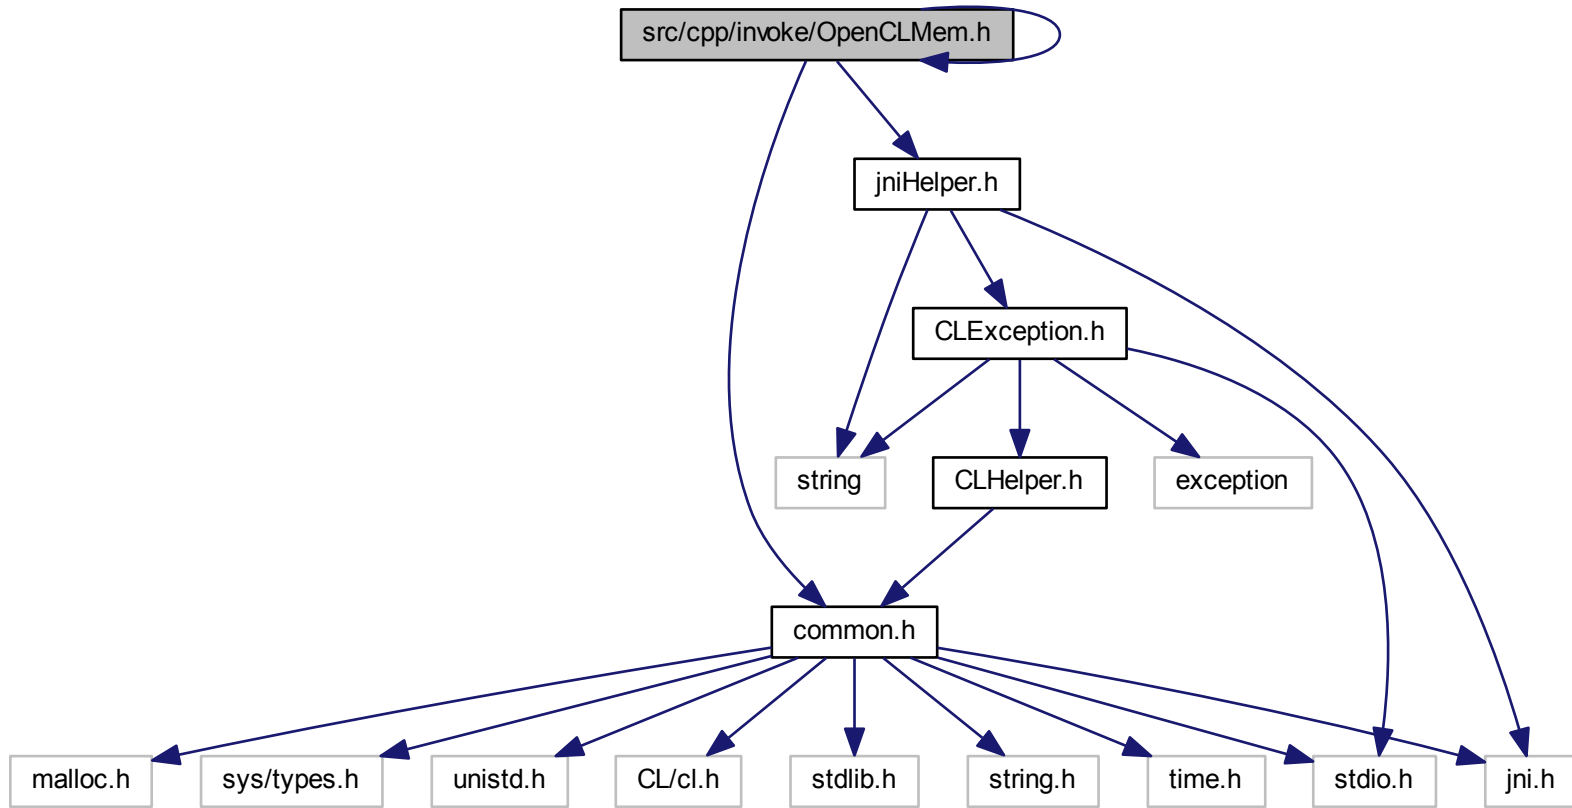 src/cpp/invoke/OpenCLMem.h
jniHelper.h
CLException.h
string
CLHelper.h
exception
common.h
malloc.h
sys/types.h
unistd.h
CL/cl.h
stdlib.h
string.h
time.h
stdio.h
jni.h